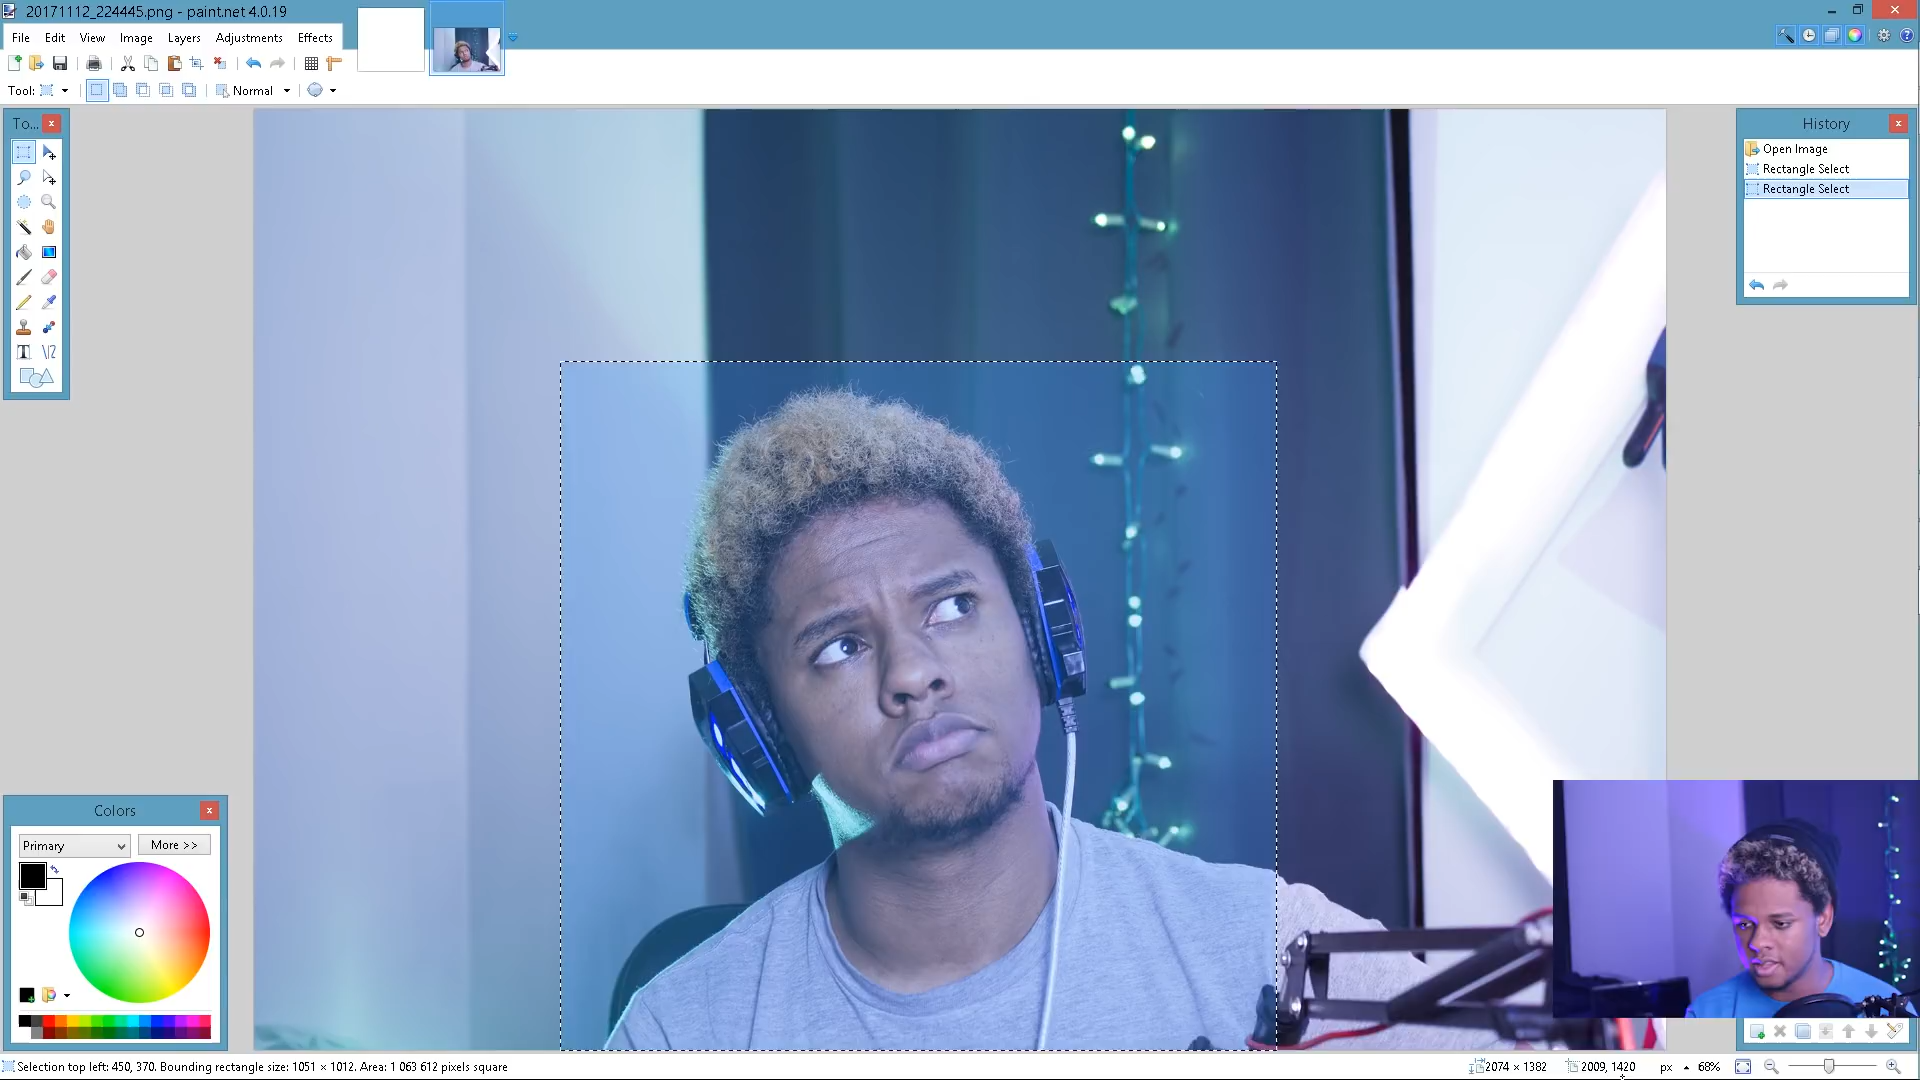 20171112_224445.png - paint.net 4.0.19
File Edit View Image Layers Adjustments Effects
Tool: Normal
To...
History
Open Image
Rectangle Select
Rectangle Select
Colors
Primary More >>
Selection top left: 450, 370. Bounding rectangle size: 1051 × 1012. Area: 1 063 612 pixels square 2074 × 1382 2009, 1420 px 68%